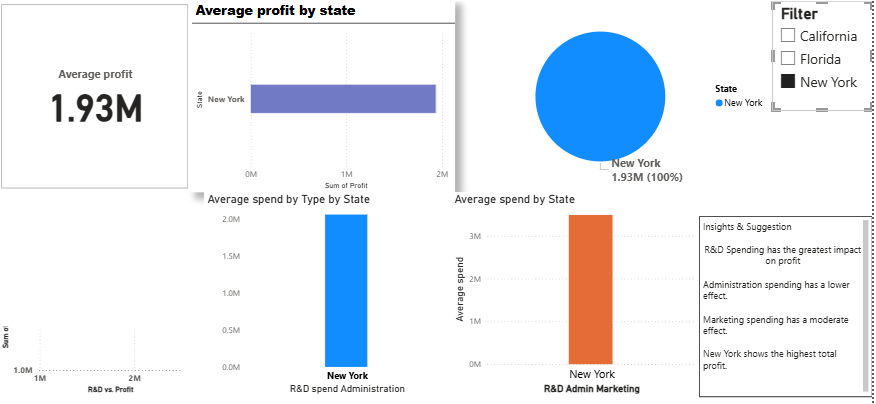 Average profit
1.93M
Average profit by state
State
New York
0M
1M
2M
Sum of Profit
New York
1.93M (100%)
State
New York
Filter
California
Florida
New York
Sum of
1.0M
1M
2M
R&D vs. Profit
Average spend by Type by State
2.0M
1.5M
1.0M
0.5M
0.0M
New York
R&D spend Administration
Average spend by State
Average spend
3M
2M
1M
0M
New York
R&D Admin Marketing
Insights & Suggestion
R&D Spending has the greatest impact
on profit
Administration spending has a lower
effect.
Marketing spending has a moderate
effect.
New York shows the highest total
profit.